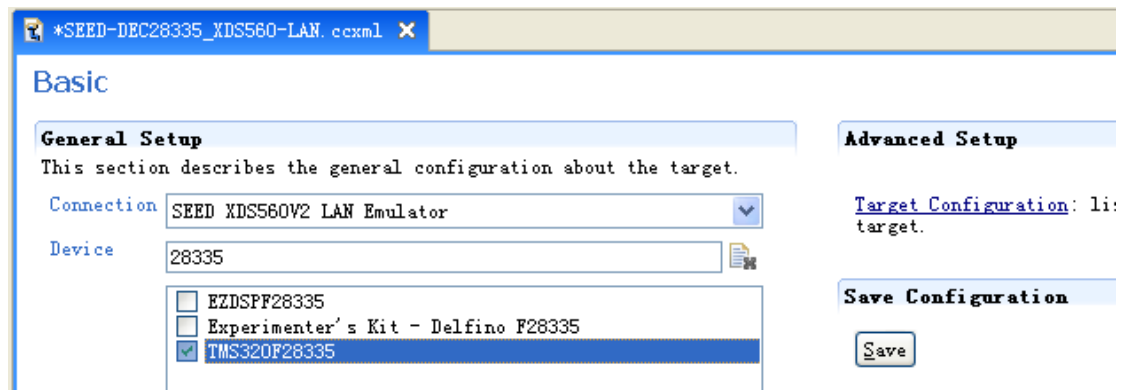 *SEED-DEC28335_XDS560-LAN.ccxml
Basic
General Setup
This section describes the general configuration about the target.
Connection
SEED XDS560V2 LAN Emulator
Device
28335
EZDSPF28335
Experimenter's Kit - Delfino F28335
TMS320F28335
Advanced Setup
Target Configuration:
target.
Save Configuration
Save